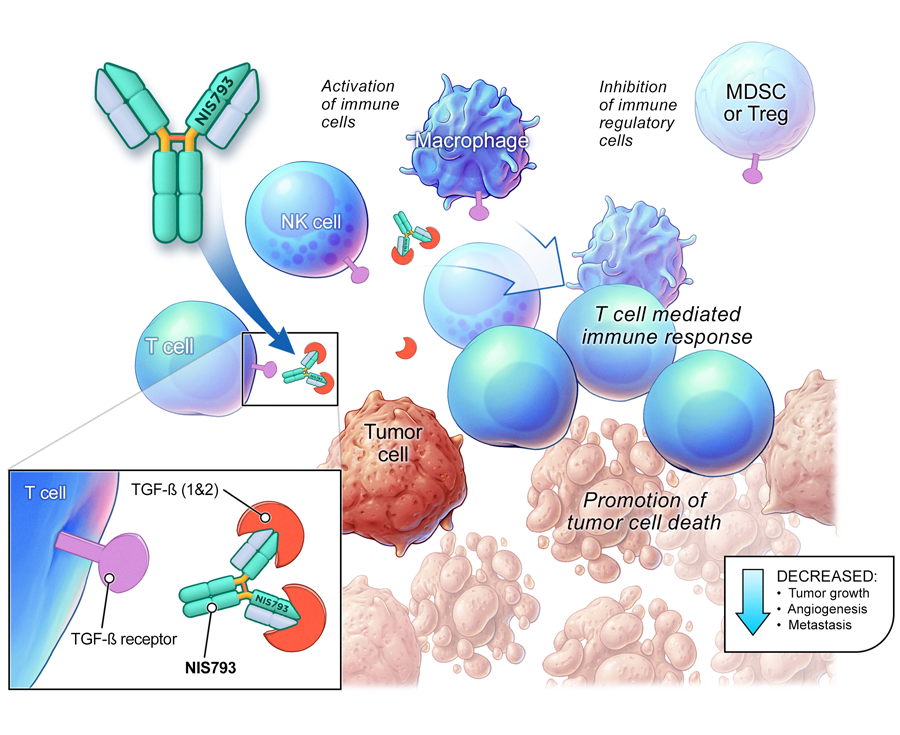 NIS793
Activation
of immune
cells
Macrophage
Inhibition
of immune
regulatory
cells
MDSC
or Treg
NK cell
NIS793
T cell
NIS793
T cell mediated
immune response
Tumor
cell
Promotion of
tumor cell death
T cell
TGF-ß (1&2)
NIS793
TGF-ß receptor
NIS793
DECREASED:
• Tumor growth
• Angiogenesis
• Metastasis